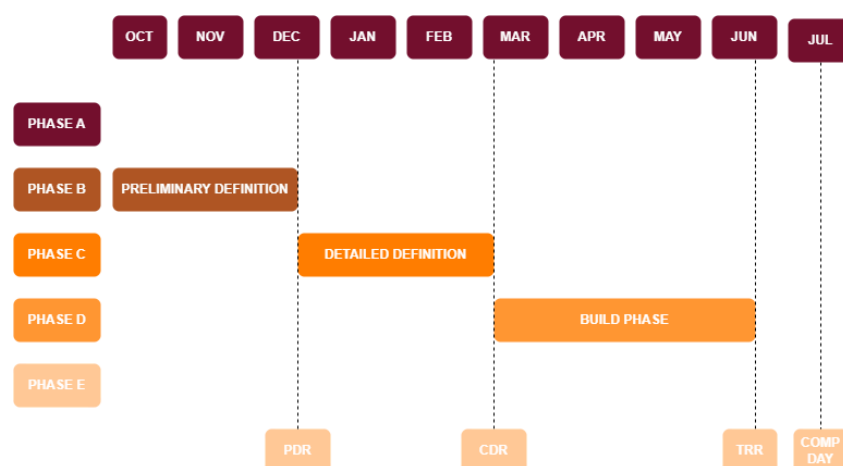 OCT NOV DEC JAN FEB MAR APR MAY JUN JUL
PHASE A
PHASE B PRELIMINARY DEFINITION
PHASE C DETAILED DEFINITION
PHASE D BUILD PHASE
PHASE E
PDR CDR TRR COMP
DAY